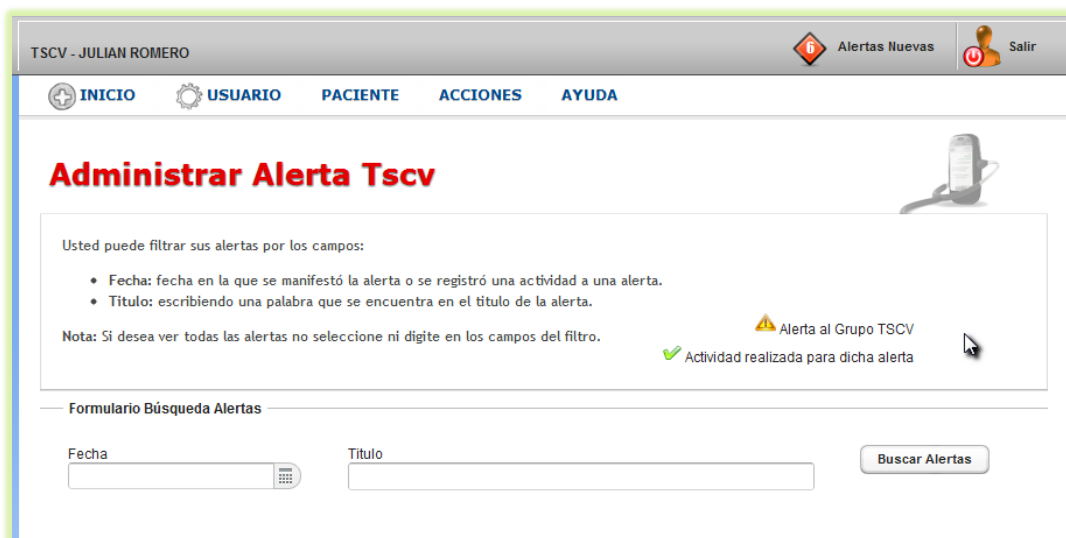 TSCV - JULIAN ROMERO
6
Alertas Nuevas
Salir
INICIO USUARIO PACIENTE ACCIONES AYUDA
Administrar Alerta Tscv
Usted puede filtrar sus alertas por los campos:
• Fecha: fecha en la que se manifestó la alerta o se registró una actividad a una alerta.
• Titulo: escribiendo una palabra que se encuentra en el titulo de la alerta.
Nota: Si desea ver todas las alertas no seleccione ni digite en los campos del filtro.
Alerta al Grupo TSCV
Actividad realizada para dicha alerta
Formulario Búsqueda Alertas
Fecha
Titulo
Buscar Alertas